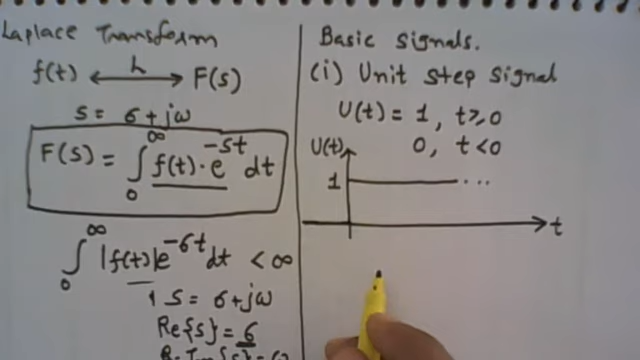 Laplace Transform
f(t) ⟷ L F(s)
s = σ+jω
F(s) = ∫₀^∞ f(t)·e^{-st} dt
∫₀^∞ |f(t)|e^{-σt} dt < ∞
s = σ+jω
Re{s} = σ
Basic Signals.
(i) Unit Step Signal
U(t) = 1, t≥0
0, t<0
U(t)
1
...
t